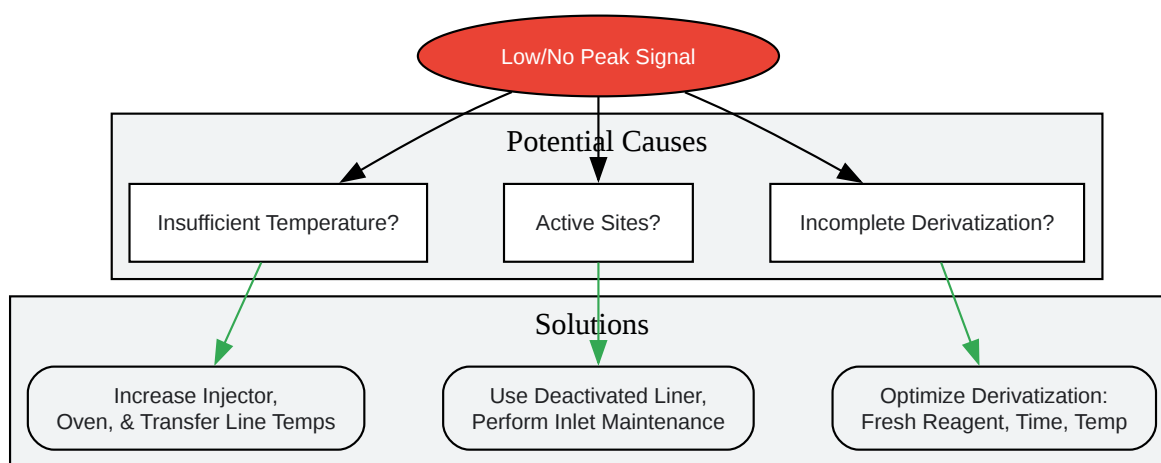 Low/No Peak Signal
Potential Causes
Insufficient Temperature?
Active Sites?
Incomplete Derivatization?
Solutions
Increase Injector,
Oven, & Transfer Line Temps
Use Deactivated Liner,
Perform Inlet Maintenance
Optimize Derivatization:
Fresh Reagent, Time, Temp